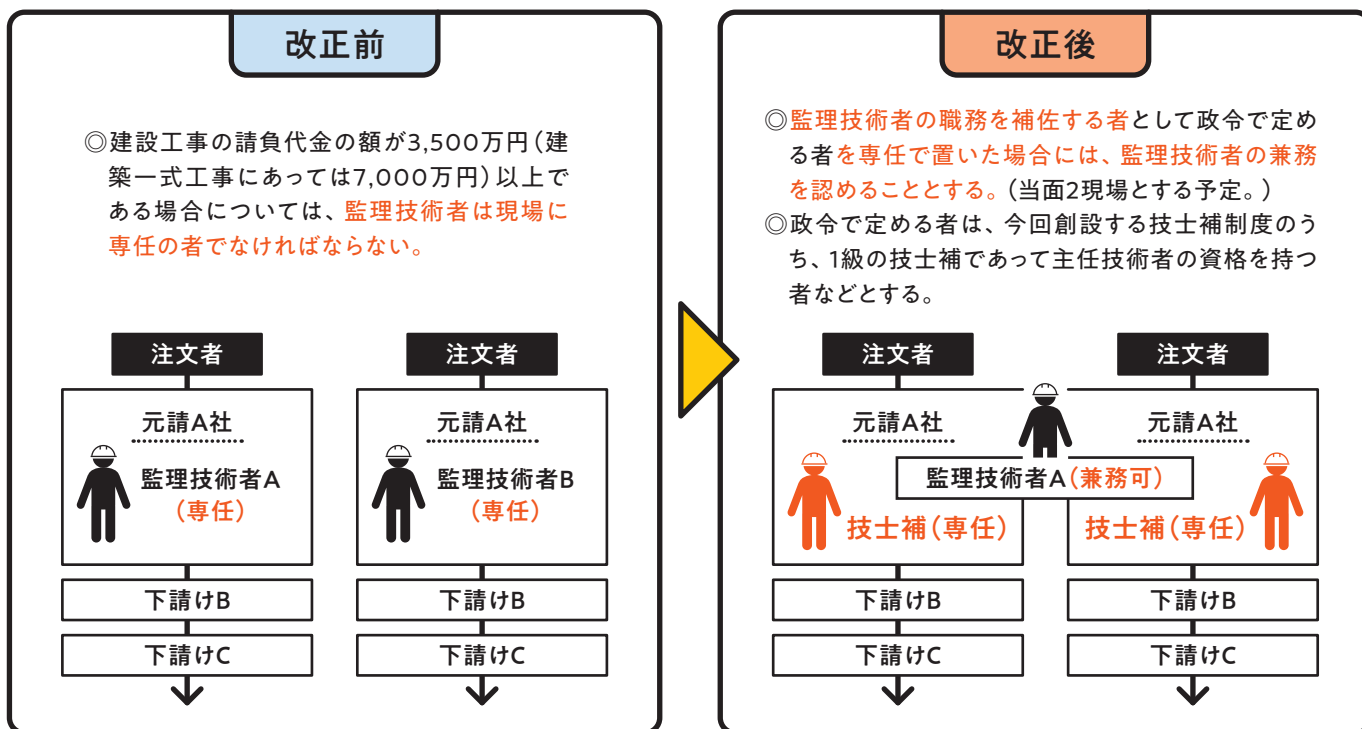 改正前
◎建設工事の請負代金の額が3,500万円（建
築一式工事にあっては7,000万円）以上で
ある場合については、監理技術者は現場に
専任の者でなければならない。
注文者
元請A社
監理技術者A
（専任）
下請けB
下請けC
注文者
元請A社
監理技術者B
（専任）
下請けB
下請けC
改正後
◎監理技術者の職務を補佐する者として政令で定め
る者を専任で置いた場合には、監理技術者の兼務
を認めることとする。（当面2現場とする予定。）
◎政令で定める者は、今回創設する技士補制度のう
ち、1級の技士補であって主任技術者の資格を持つ
者などとする。
注文者
注文者
元請A社
元請A社
監理技術者A（兼務可）
技士補（専任）
技士補（専任）
下請けB
下請けB
下請けC
下請けC